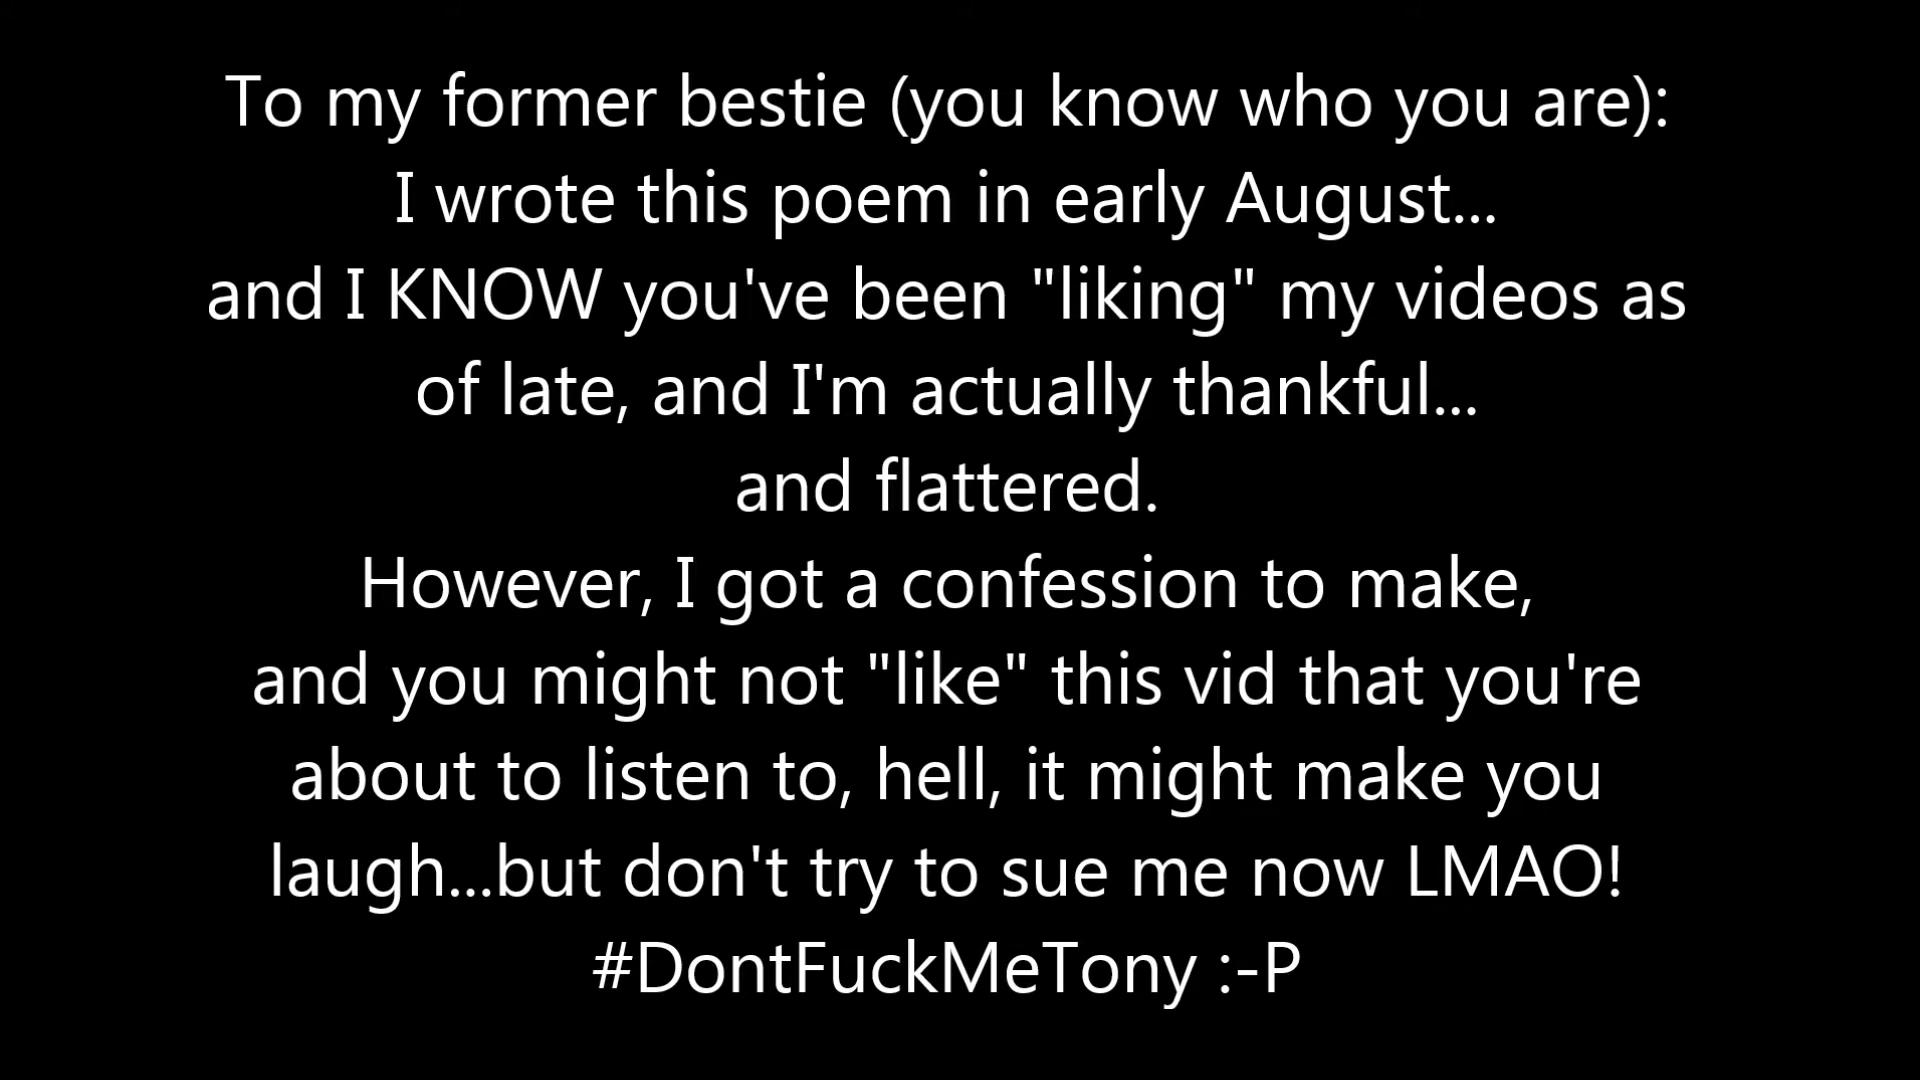 To my former bestie (you know who you are):
I wrote this poem in early August...
and I KNOW you've been "liking" my videos as
of late, and I'm actually thankful...
and flattered.
However, I got a confession to make,
and you might not "like" this vid that you're
about to listen to, hell, it might make you
laugh...but don't try to sue me now LMAO!
#DontFuckMeTony :-P